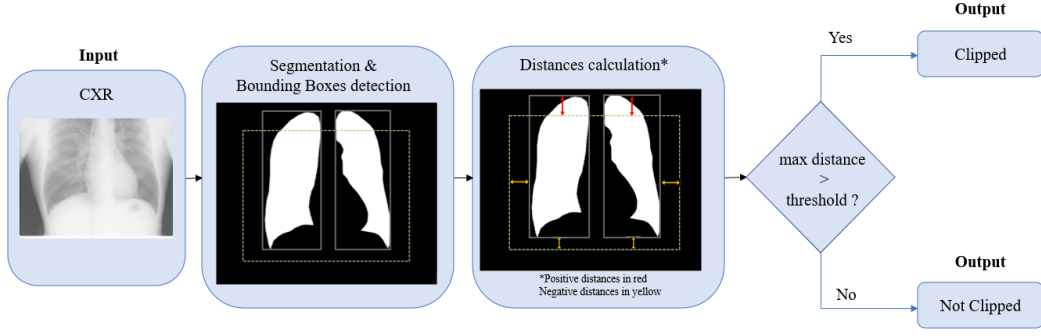 Input
CXR
Segmentation &
Bounding Boxes detection
Distances calculation*
*Positive distances in red
Negative distances in yellow
max distance
>
threshold ?
Yes
Output
Clipped
No
Output
Not Clipped